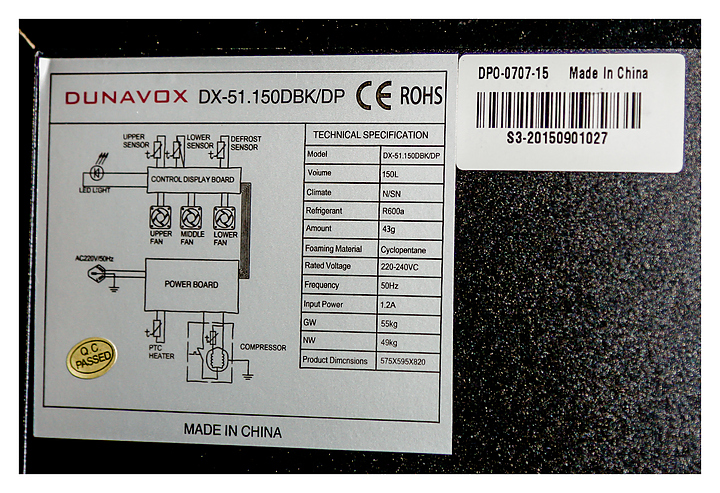 DUNAVOX DX-51.150DBK/DP CE ROHS
UPPER SENSOR
LOWER SENSOR
DEFROST SENSOR
LED LIGHT
CONTROL DISPLAY BOARD
UPPER FAN
MIDDLE FAN
LOWER FAN
AC220V/50Hz
POWER BOARD
PTC HEATER
COMPRESSOR
Q.C. PASSED
TECHNICAL SPECIFICATION
Model DX-51.150DBK/DP
Voiume 150L
Climate N/SN
Refrigerant R600a
Amount 43g
Foaming Material Cyclopentane
Rated Voltage 220-240VC
Frequency 50Hz
Input Power 1.2A
GW 55kg
NW 49kg
Product Dimcnsions 575X595X820
MADE IN CHINA
DPO-0707-15 Made In China
S3-20150901027